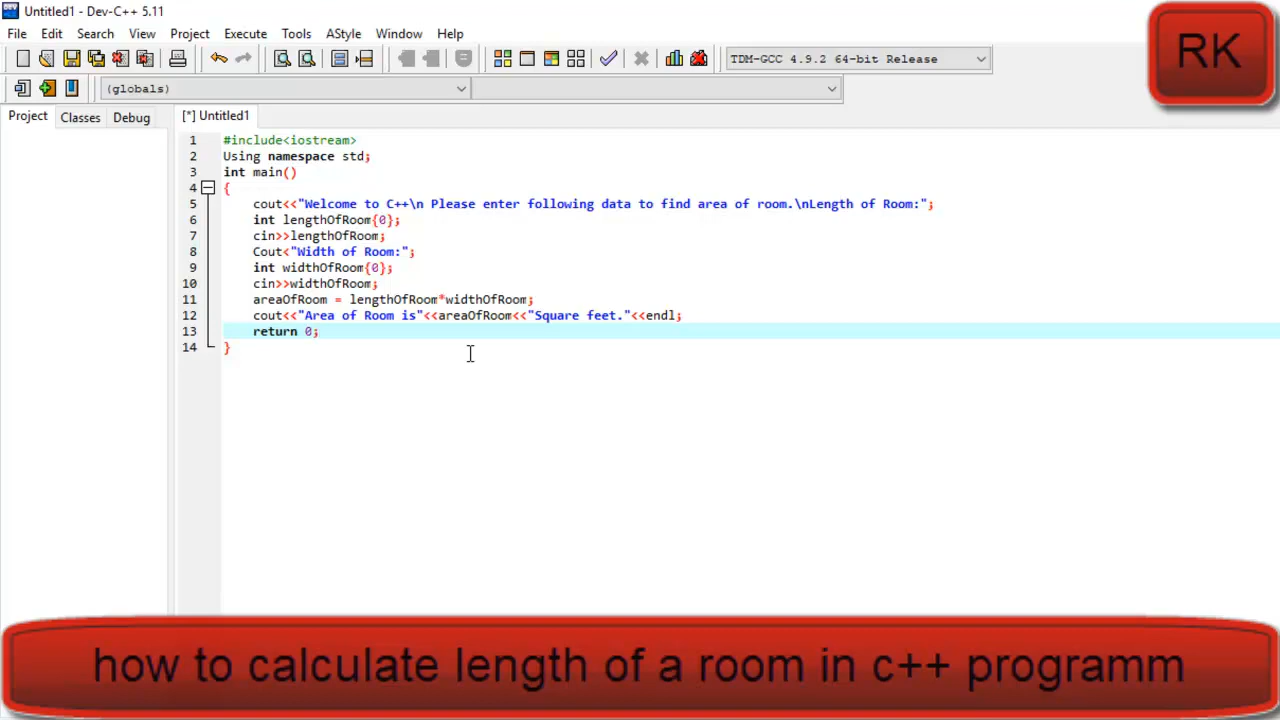 Untitled1 - Dev-C++ 5.11
File Edit Search View Project Execute Tools AStyle Window Help
TDM-GCC 4.9.2 64-bit Release
RK
(globals)
Project Classes Debug [*] Untitled1
1 #include<iostream>
2 Using namespace std;
3 int main()
4 {
5 cout<<"Welcome to C++\n Please enter following data to find area of room.\nLength of Room:";
6 int lengthOfRoom{0};
7 cin>>lengthOfRoom;
8 Cout<"Width of Room:";
9 int widthOfRoom{0};
10 cin>>widthOfRoom;
11 areaOfRoom = lengthOfRoom*widthOfRoom;
12 cout<<"Area of Room is"<<areaOfRoom<<"Square feet."<<endl;
13 return 0;
14 }
how to calculate length of a room in c++ programm